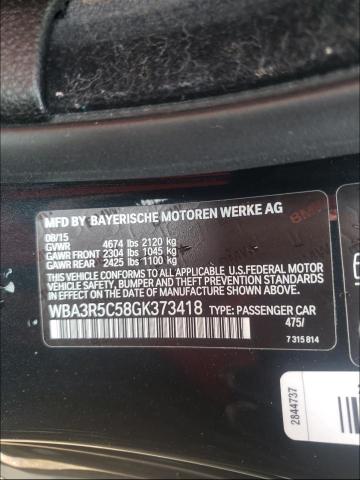 MFD BY BAYERISCHE MOTOREN WERKE AG
08/15
GVWR 4674 lbs 2120 kg
GAWR FRONT 2304 lbs 1045 kg
GAWR REAR 2425 lbs 1100 kg
THIS VEHICLE CONFORMS TO ALL APPLICABLE U.S.FEDERAL MOTOR
VEHICLE SAFETY, BUMPER AND THEFT PREVENTION STANDARDS
IN EFFECT ON THE DATE OF MANUFACTURE SHOWN ABOVE.
WBA3R5C58GK373418 TYPE: PASSENGER CAR
475/
7 315 814
2844737